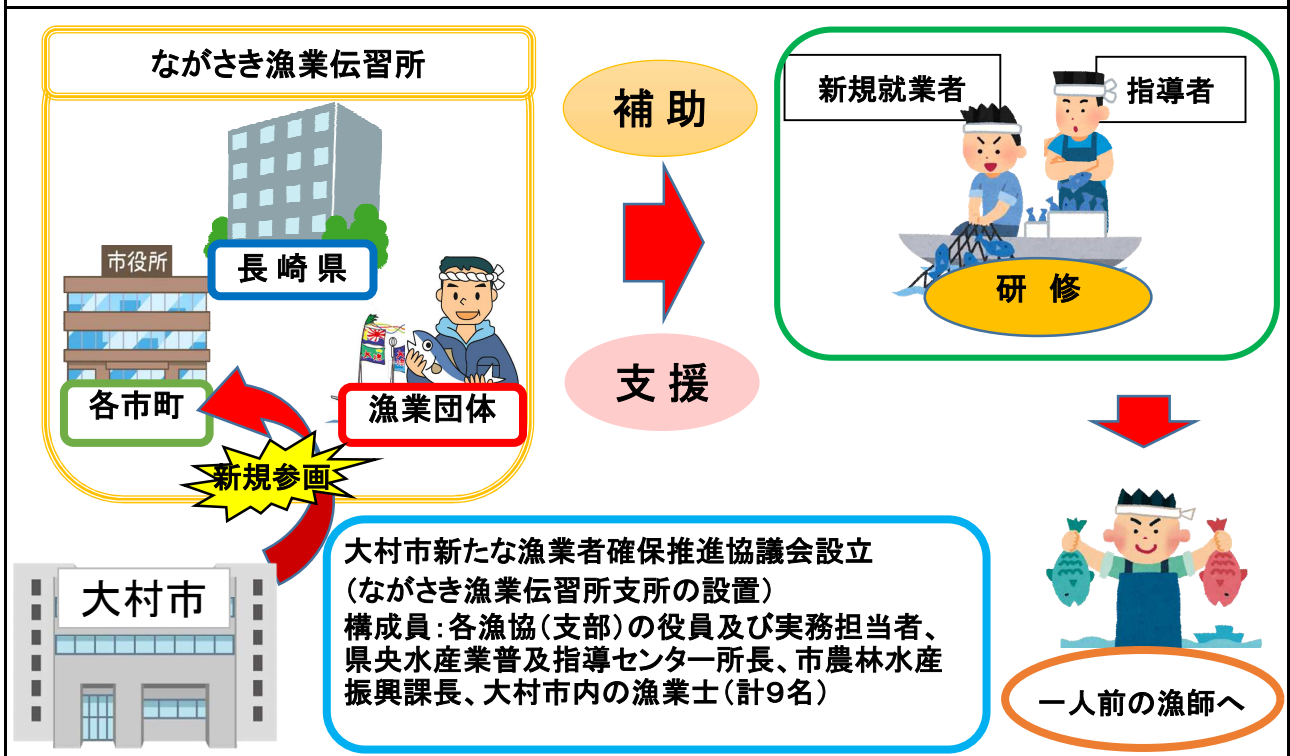 ながさき漁業伝習所
長崎県
市役所
各市町
漁業団体
新規参画
大村市
補助
支援
新規就業者
指導者
研修
大村市新たな漁業者確保推進協議会設立
(ながさき漁業伝習所支所の設置)
構成員:各漁協(支部)の役員及び実務担当者、
県央水産業普及指導センター所長、市農林水産
振興課長、大村市内の漁業士(計9名)
一人前の漁師へ